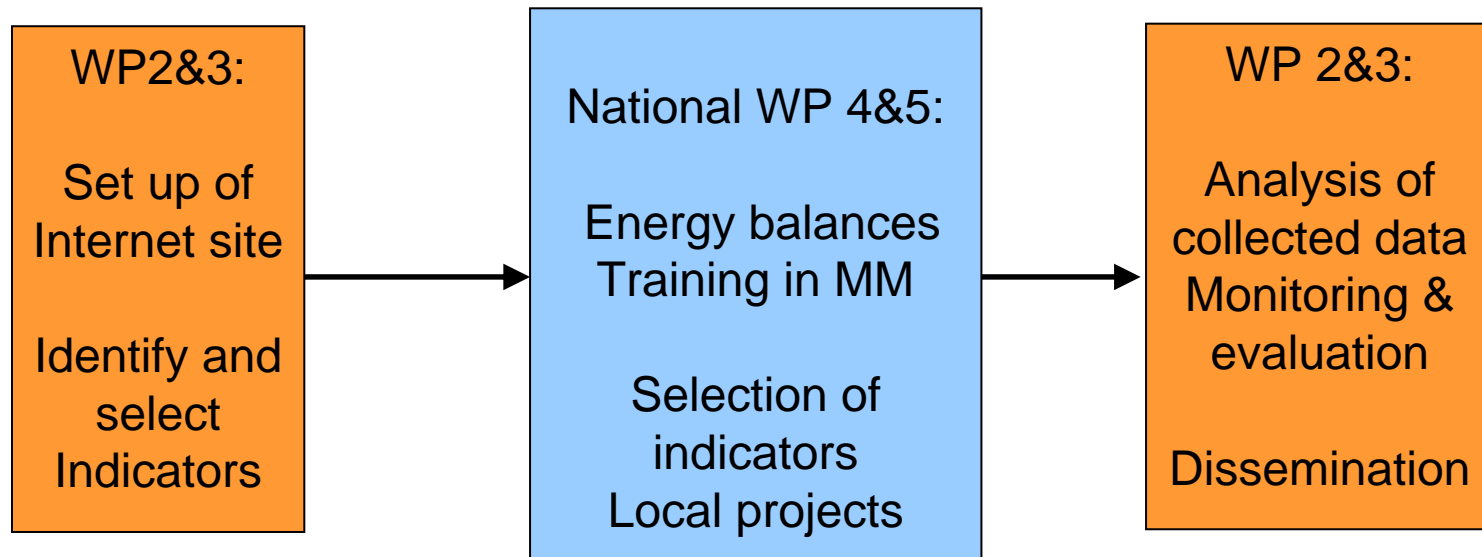 WP2&3:
Set up of
Internet site
Identify and
select
Indicators
National WP 4&5:
Energy balances
Training in MM
Selection of
indicators
Local projects
WP 2&3:
Analysis of
collected data
Monitoring &
evaluation
Dissemination